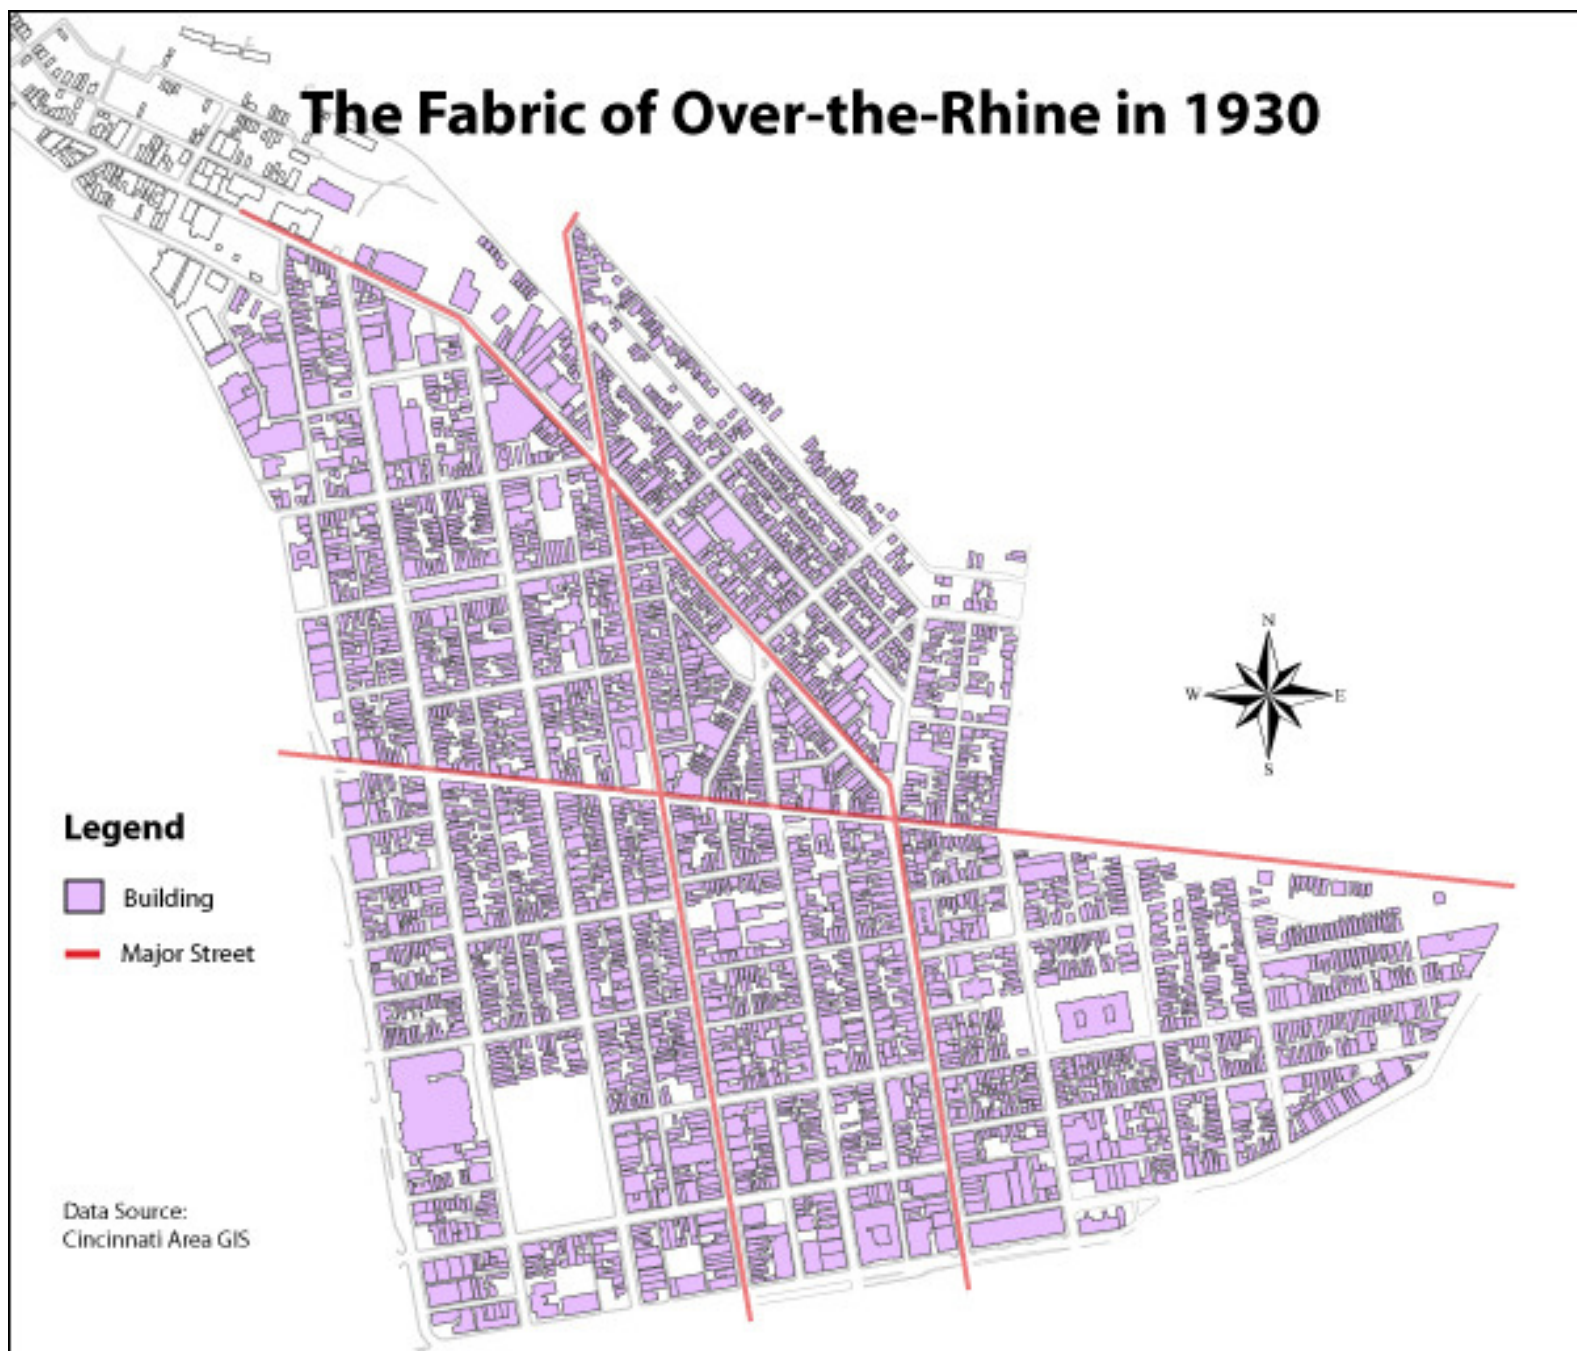 The Fabric of Over-the-Rhine in 1930
N
W
E
S
Legend
Building
Major Street
Data Source:
Cincinnati Area GIS